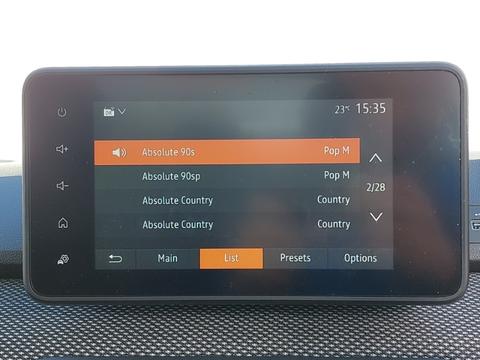 DR
23°C 15:35
Absolute 90s Pop M
Absolute 90sp Pop M
2/28
Absolute Country Country
Absolute Country Country
Main List Presets Options